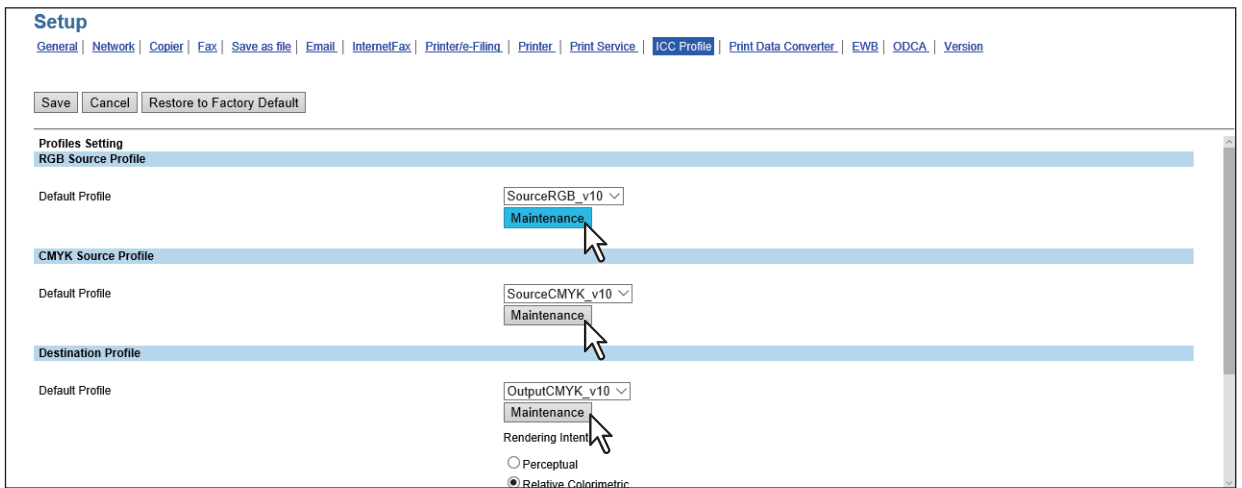 Setup
General | Network | Copier | Fax | Save as file | Email | InternetFax | Printer/e-Filing | Printer | Print Service | ICC Profile | Print Data Converter | EWB | ODCA | Version
Save Cancel Restore to Factory Default
Profiles Setting
RGB Source Profile
Default Profile SourceRGB_v10
Maintenance
CMYK Source Profile
Default Profile SourceCMYK_v10
Maintenance
Destination Profile
Default Profile OutputCMYK_v10
Maintenance
Rendering Intent
Perceptual
Relative Colorimetric